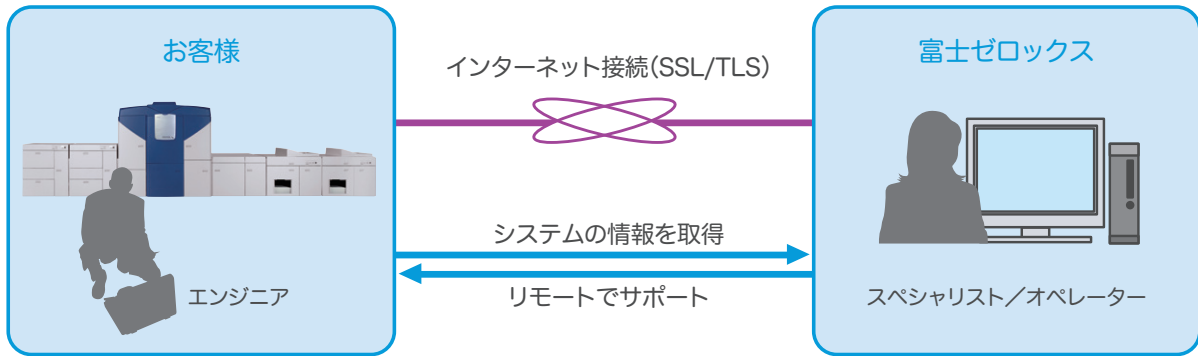 お客様
インターネット接続(SSL/TLS)
富士ゼロックス
システムの情報を取得
リモートでサポート
エンジニア
スペシャリスト/オペレーター